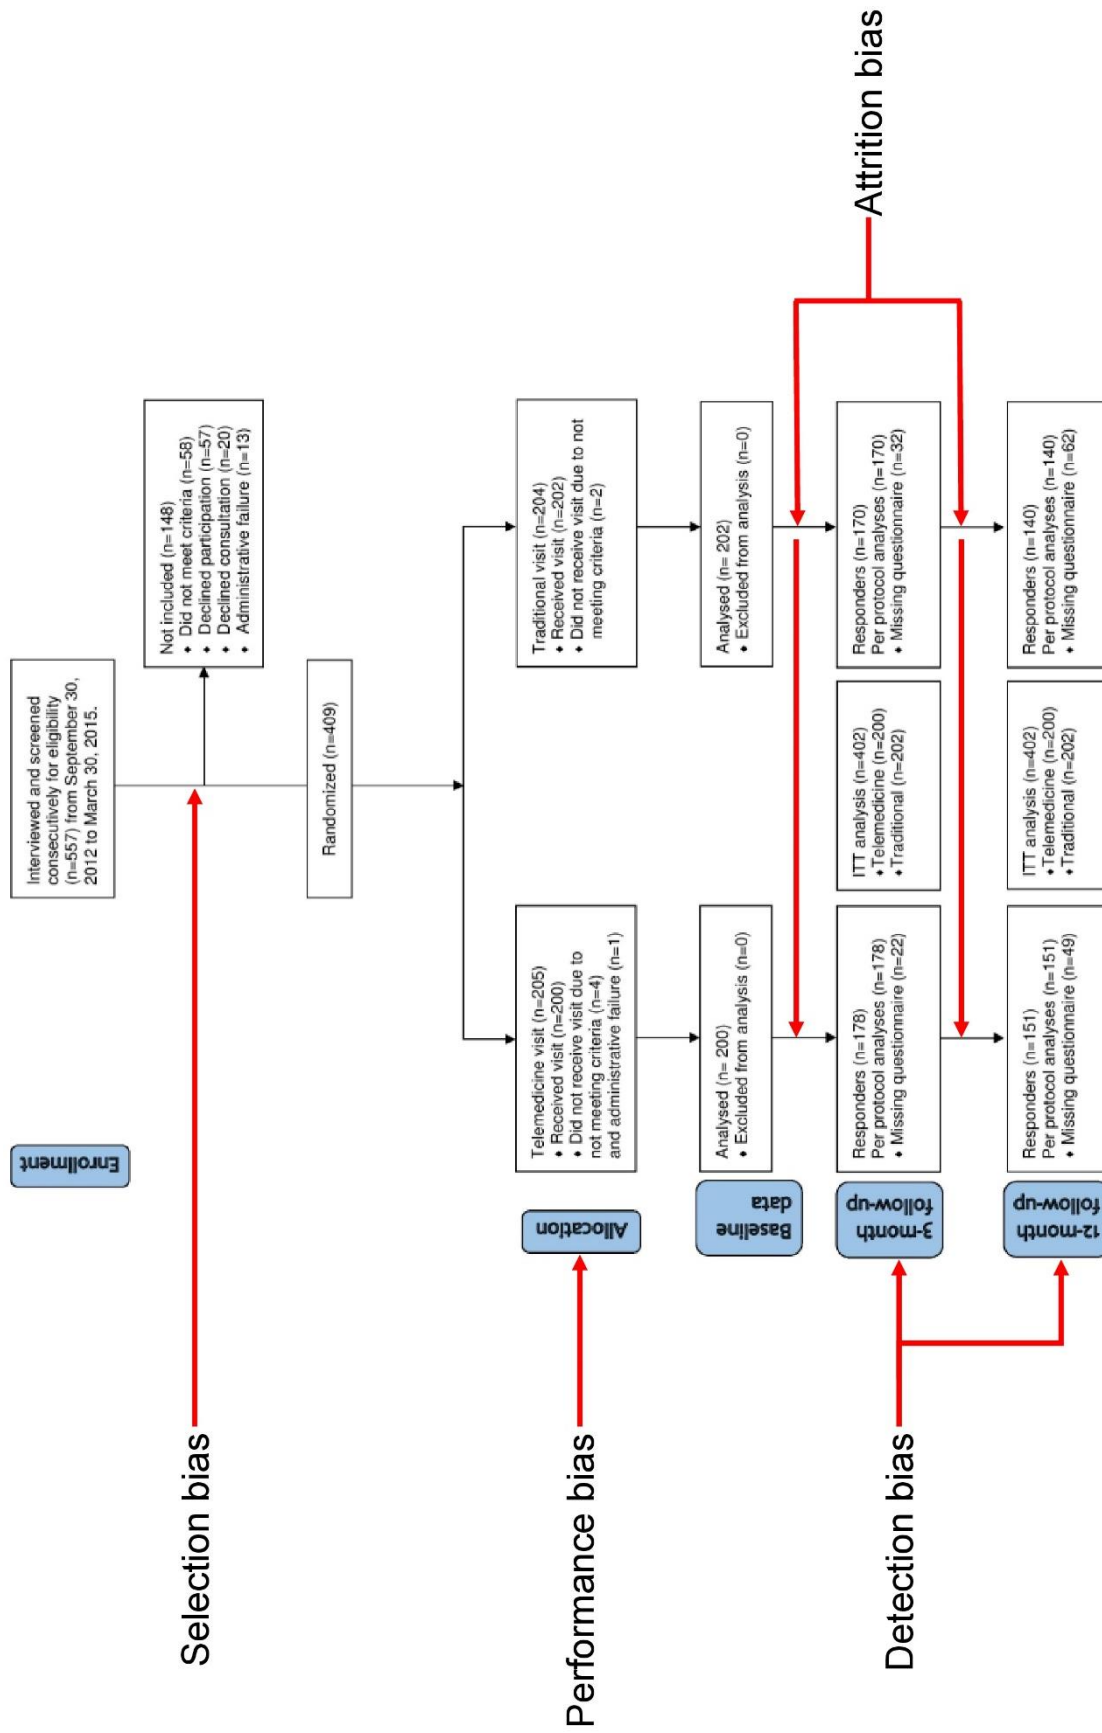 Enrollment
Interviewed and screened
consecutively for eligibility
(n=557) from September 30,
2012 to March 30, 2015.
Selection bias
Not included (n=148)
♦ Did not meet criteria (n=58)
♦ Declined participation (n=57)
♦ Declined consultation (n=20)
♦ Administrative failure (n=13)
Randomized (n=409)
Performance bias
Allocation
Telemedicine visit (n=205)
♦ Received visit (n=200)
♦ Did not receive visit due to
not meeting criteria (n=4)
and administrative failure (n=1)
Traditional visit (n=204)
♦ Received visit (n=202)
♦ Did not receive visit due to not
meeting criteria (n=2)
Baseline
data
Analysed (n= 200)
♦ Excluded from analysis (n=0)
Analysed (n= 202)
♦ Excluded from analysis (n=0)
Attrition bias
Detection bias
3-month
follow-up
Responders (n=178)
Per protocol analyses (n=178)
♦ Missing questionnaire (n=22)
ITT analysis (n=402)
♦Telemedicine (n=200)
♦Traditional (n=202)
Responders (n=170)
Per protocol analyses (n=170)
♦ Missing questionnaire (n=32)
12-month
follow-up
Responders (n=151)
Per protocol analyses (n=151)
♦ Missing questionnaire (n=49)
ITT analysis (n=402)
♦Telemedicine (n=200)
♦Traditional (n=202)
Responders (n=140)
Per protocol analyses (n=140)
♦ Missing questionnaire (n=62)